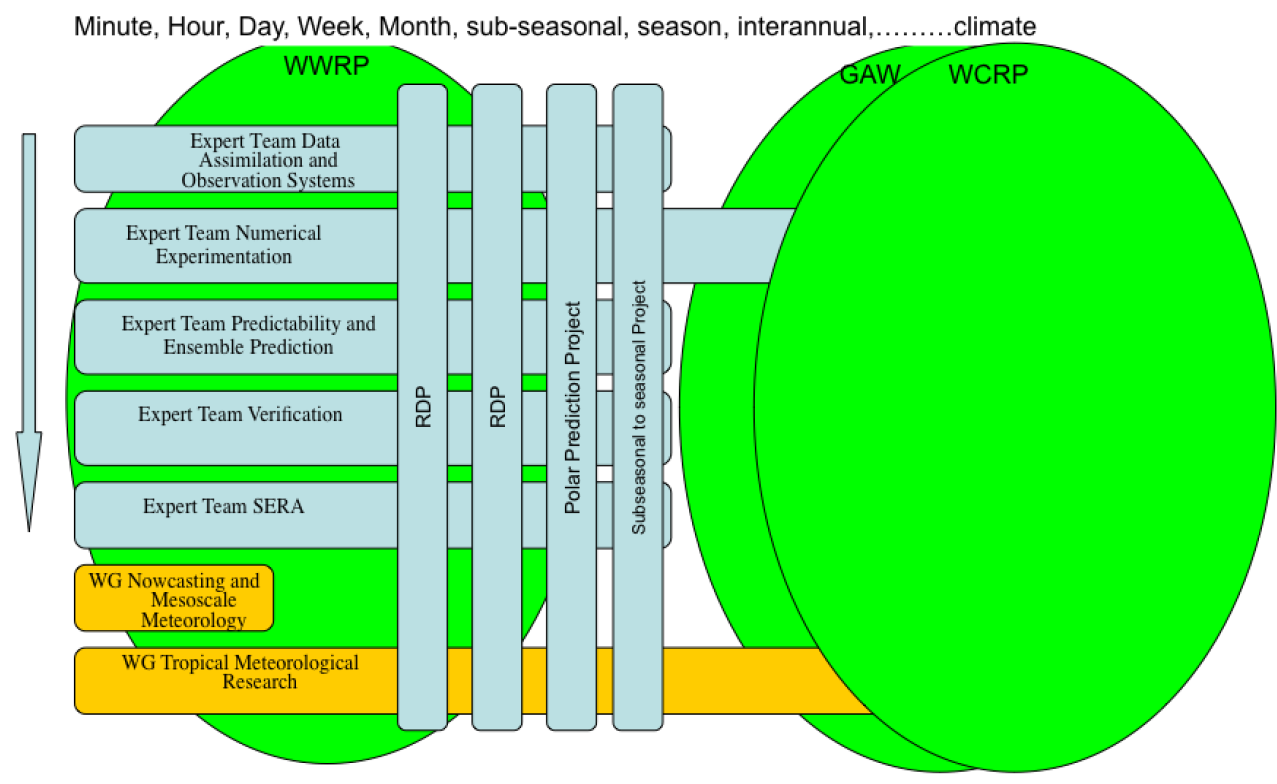 Minute, Hour, Day, Week, Month, sub-seasonal, season, interannual,………climate
WWRP
GAW
WCRP
Expert Team Data
Assimilation and
Observation Systems
Expert Team Numerical
Experimentation
Expert Team Predictability and
Ensemble Prediction
Expert Team Verification
Expert Team SERA
WG Nowcasting and
Mesoscale
Meteorology
WG Tropical Meteorological
Research
RDP
RDP
Polar Prediction Project
Subseasonal to seasonal Project